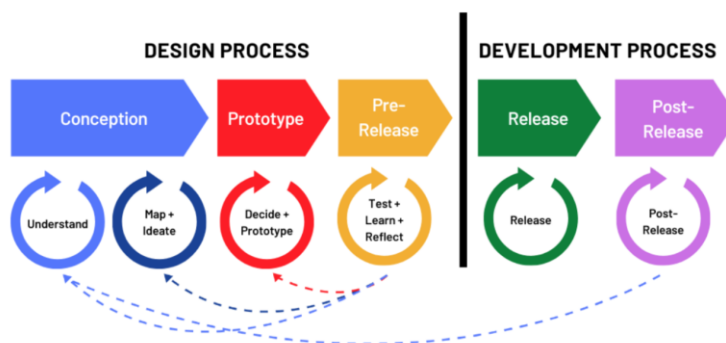 DESIGN PROCESS
DEVELOPMENT PROCESS
Conception
Prototype
Pre-
Release
Release
Post-
Release
Understand
Map +
Ideate
Decide +
Prototype
Test +
Learn +
Reflect
Release
Post-
Release